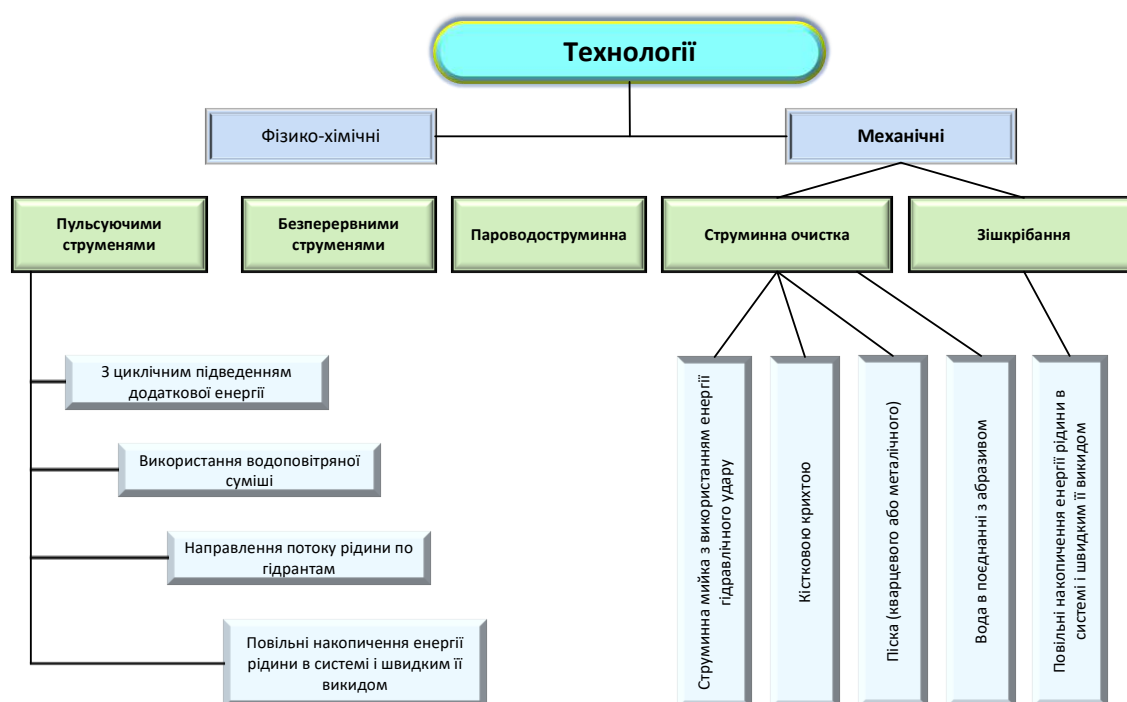 Технології
Фізико-хімічні
Механічні
Пульсуючими
струменями
Безперервними
струменями
Пароводоструминна
Струминна очистка
Зішкрібання
З циклічним підведенням
додаткової енергії
Використання водоповітряної
суміші
Направлення потоку рідини по
гідрантам
Повільні накопичення енергії
рідини в системі і швидким її
викидом
Струминна мийка з використанням енергії
гідравлічного удару
Кістковою крихтою
Піска (кварцевого або металічного)
Вода в поєднанні з абразивом
Повільні накопичення енергії рідини в
системі і швидким її викидом